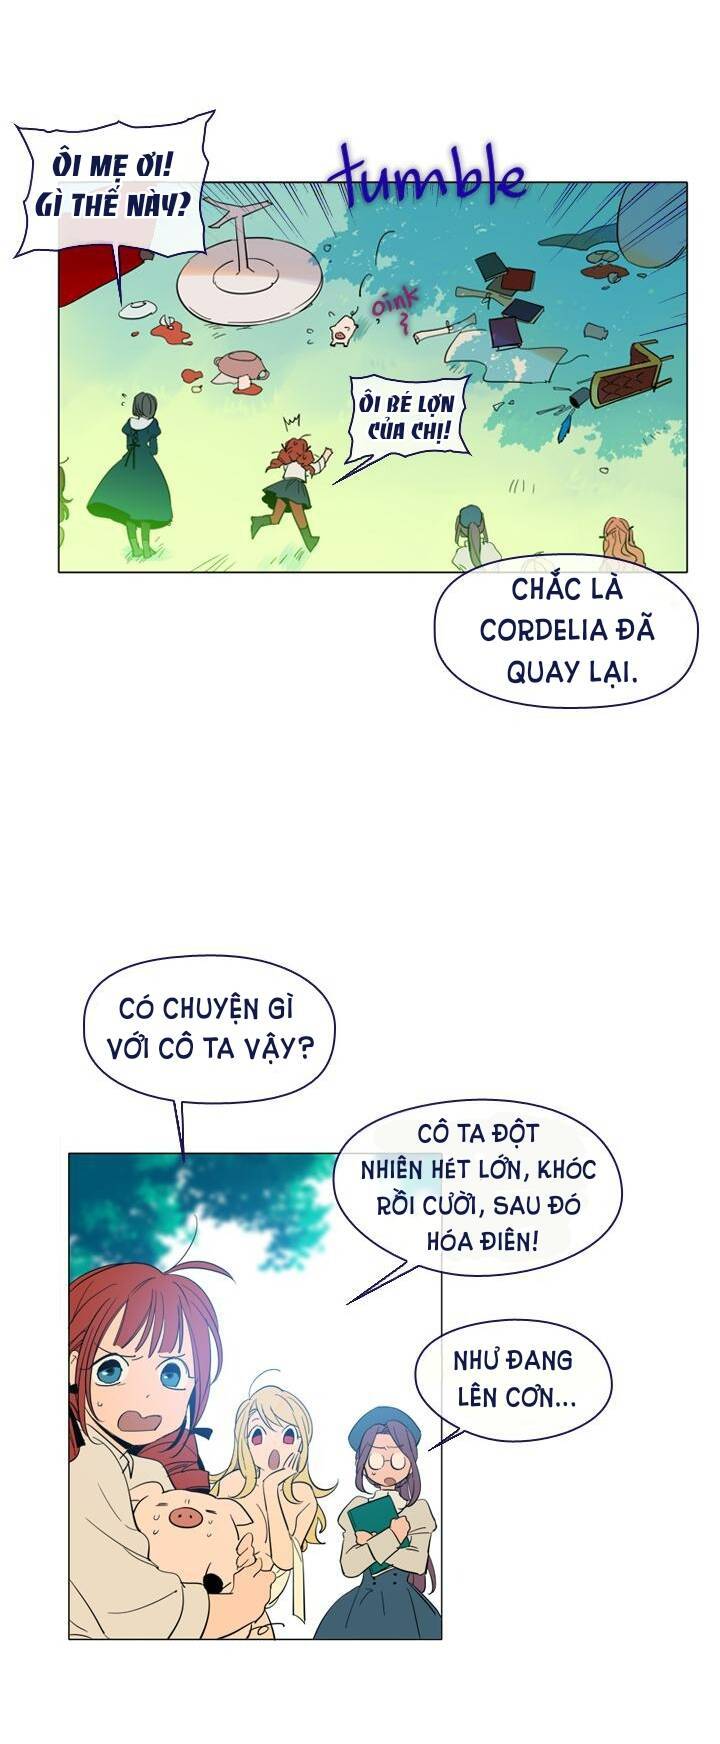 ÔI MẸ ƠI!
GÌ THẾ NÀY?
tumble
oink
?
ÔI BÉ LỢN
CỦA CHỊ!
CHẮC LÀ
CORDELIA ĐÃ
QUAY LẠI.
CÓ CHUYỆN GÌ
VỚI CÔ TA VẬY?
CÔ TA ĐỘT
NHIÊN HÉT LỚN, KHÓC
RỒI CƯỜI, SAU ĐÓ
HÓA ĐIÊN!
NHƯ ĐANG
LÊN CƠN...